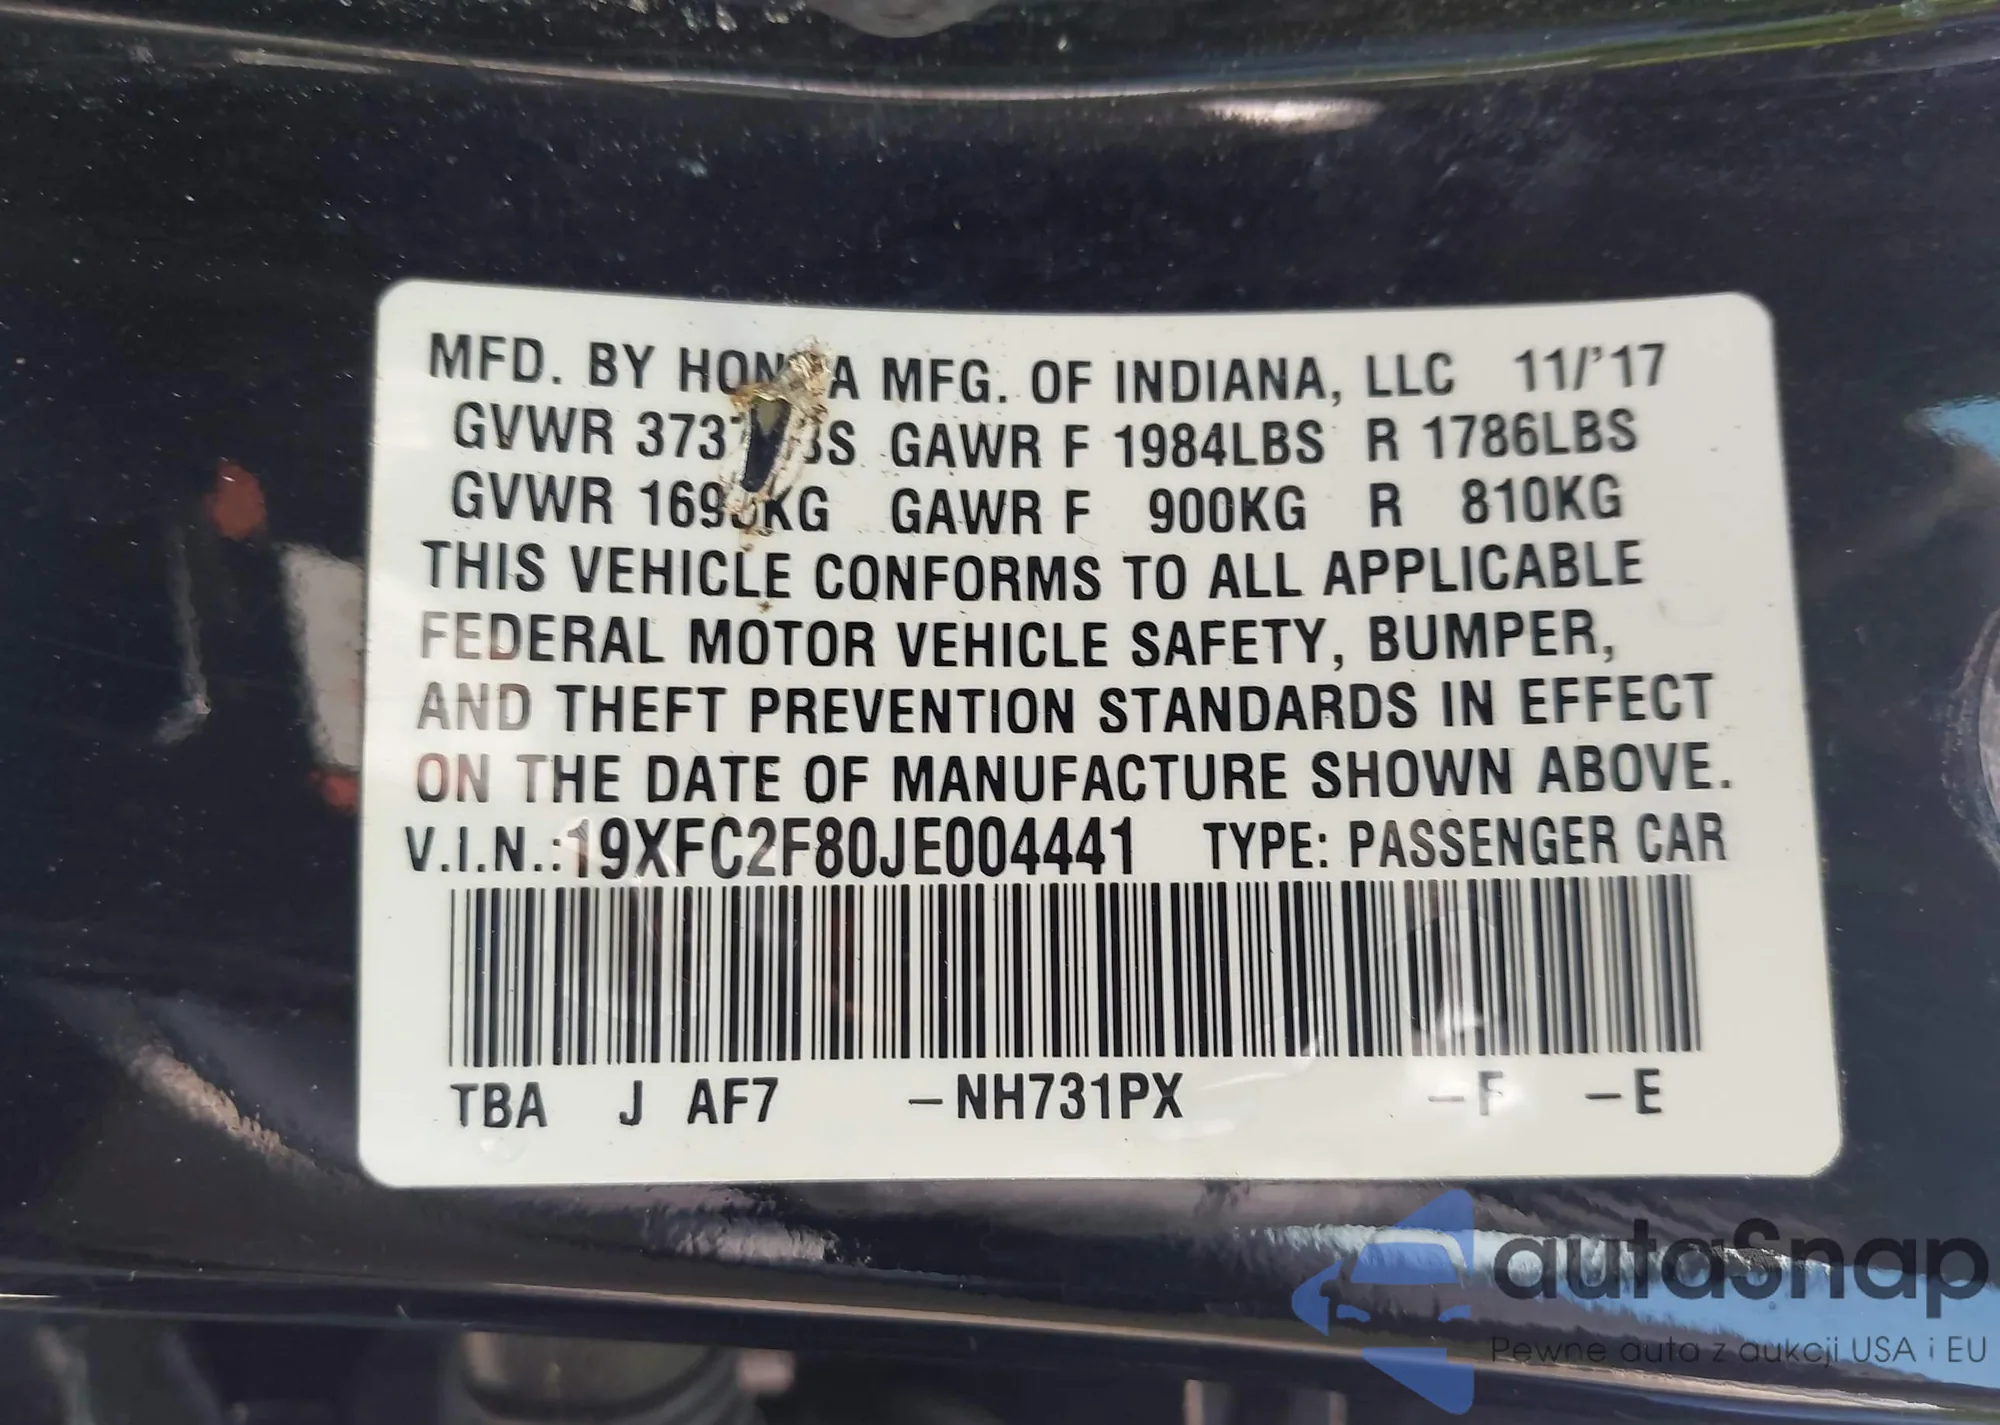 MFD. BY HONDA MFG. OF INDIANA, LLC 11/'17
GVWR GAWR F 1984LBS R 1786LBS
GVWR GAWR F 900KG R 810KG
THIS VEHICLE CONFORMS TO ALL APPLICABLE
FEDERAL MOTOR VEHICLE SAFETY, BUMPER,
AND THEFT PREVENTION STANDARDS IN EFFECT
ON THE DATE OF MANUFACTURE SHOWN ABOVE.
V.I.N.:19XFC2F80JE004441 TYPE: PASSENGER CAR
TBA J AF7 –NH731PX –F –E
autaSnap
Pewne auta z aukcji USA i EU